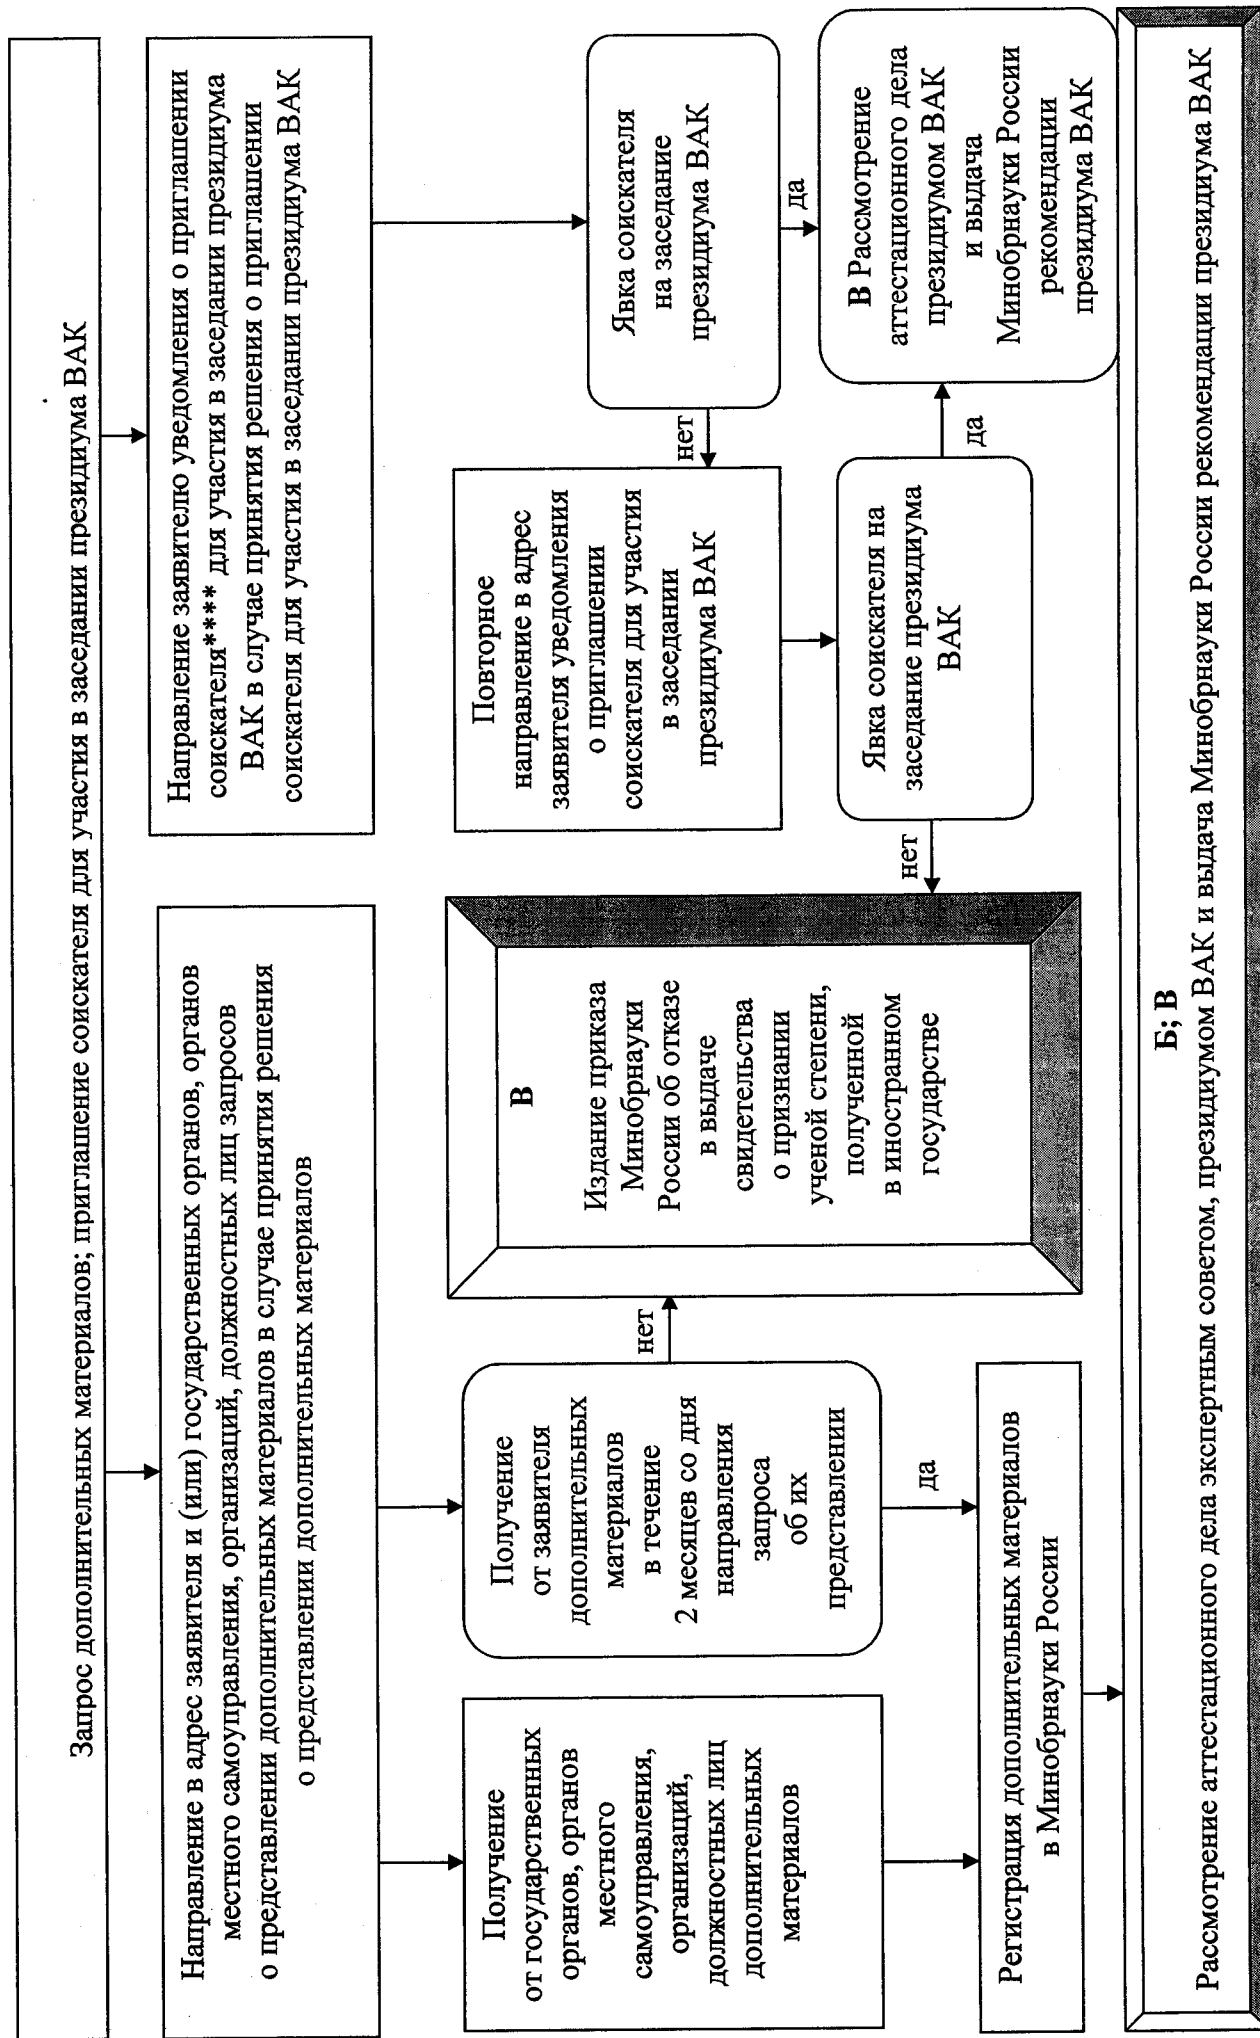 Запрос дополнительных материалов; приглашение соискателя для участия в заседании президиума ВАК
Направление в адрес заявителя и (или) государственных органов, органов
местного самоуправления, организаций, должностных лиц запросов
о представлении дополнительных материалов в случае принятия решения
о представлении дополнительных материалов
Направление заявителю уведомления о приглашении
соискателя**** для участия в заседании президиума
ВАК в случае принятия решения о приглашении
соискателя для участия в заседании президиума ВАК
Получение
от государственных
органов, органов
местного
самоуправления,
организаций,
должностных лиц
дополнительных
материалов
Получение
от заявителя
дополнительных
материалов
в течение
2 месяцев со дня
направления
запроса
об их
представлении
нет
да
В
Издание приказа
Минобрнауки
России об отказе
в выдаче
свидетельства
о признании
ученой степени,
полученной
в иностранном
государстве
Повторное
направление в адрес
заявителя уведомления
о приглашении
соискателя для участия
в заседании
президиума ВАК
нет
Явка соискателя
на заседание
президиума ВАК
да
нет
Явка соискателя на
заседание президиума
ВАК
да
В Рассмотрение
аттестационного дела
президиумом ВАК
и выдача
Минобрнауки России
рекомендации
президиума ВАК
Регистрация дополнительных материалов
в Минобрнауки России
Б; В
Рассмотрение аттестационного дела экспертным советом, президиумом ВАК и выдача Минобрнауки России рекомендации президиума ВАК